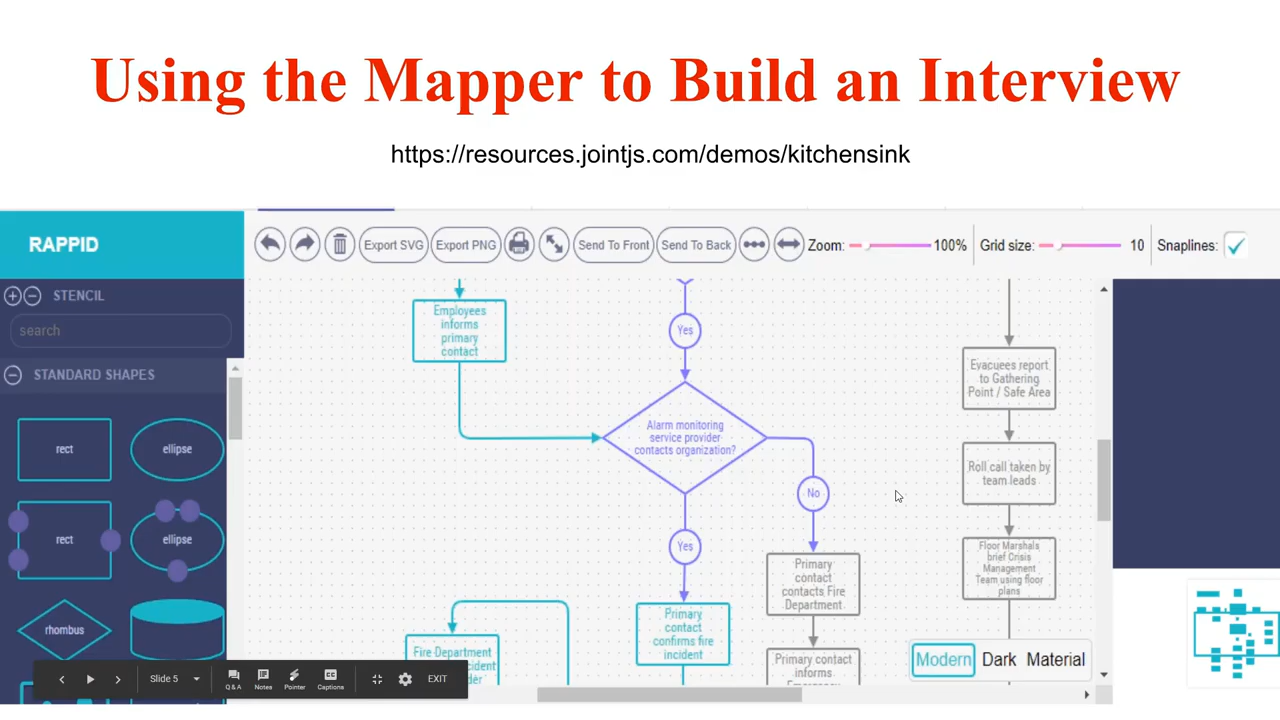 Using the Mapper to Build an Interview
https://resources.jointjs.com/demos/kitchensink
RAPPID
Export SVG
Export PNG
Send To Front
Send To Back
Zoom:
100%
Grid size:
10
Snaplines:
STENCIL
search
STANDARD SHAPES
rect
ellipse
rect
ellipse
rhombus
Employees
informs
primary
contact
Yes
Alarm monitoring
service provider
contacts organization?
No
Yes
Primary
contact
contacts Fire
Department
Primary
contact
confirms fire
incident
Fire Department
Primary contact
informs
Evacuees report
to Gathering
Point / Safe Area
Roll call taken by
team leads
Floor Marshals
brief Crisis
Management
Team using floor
plans
Modern
Dark
Material
Slide 5
Q & A
Notes
Pointer
Captions
EXIT